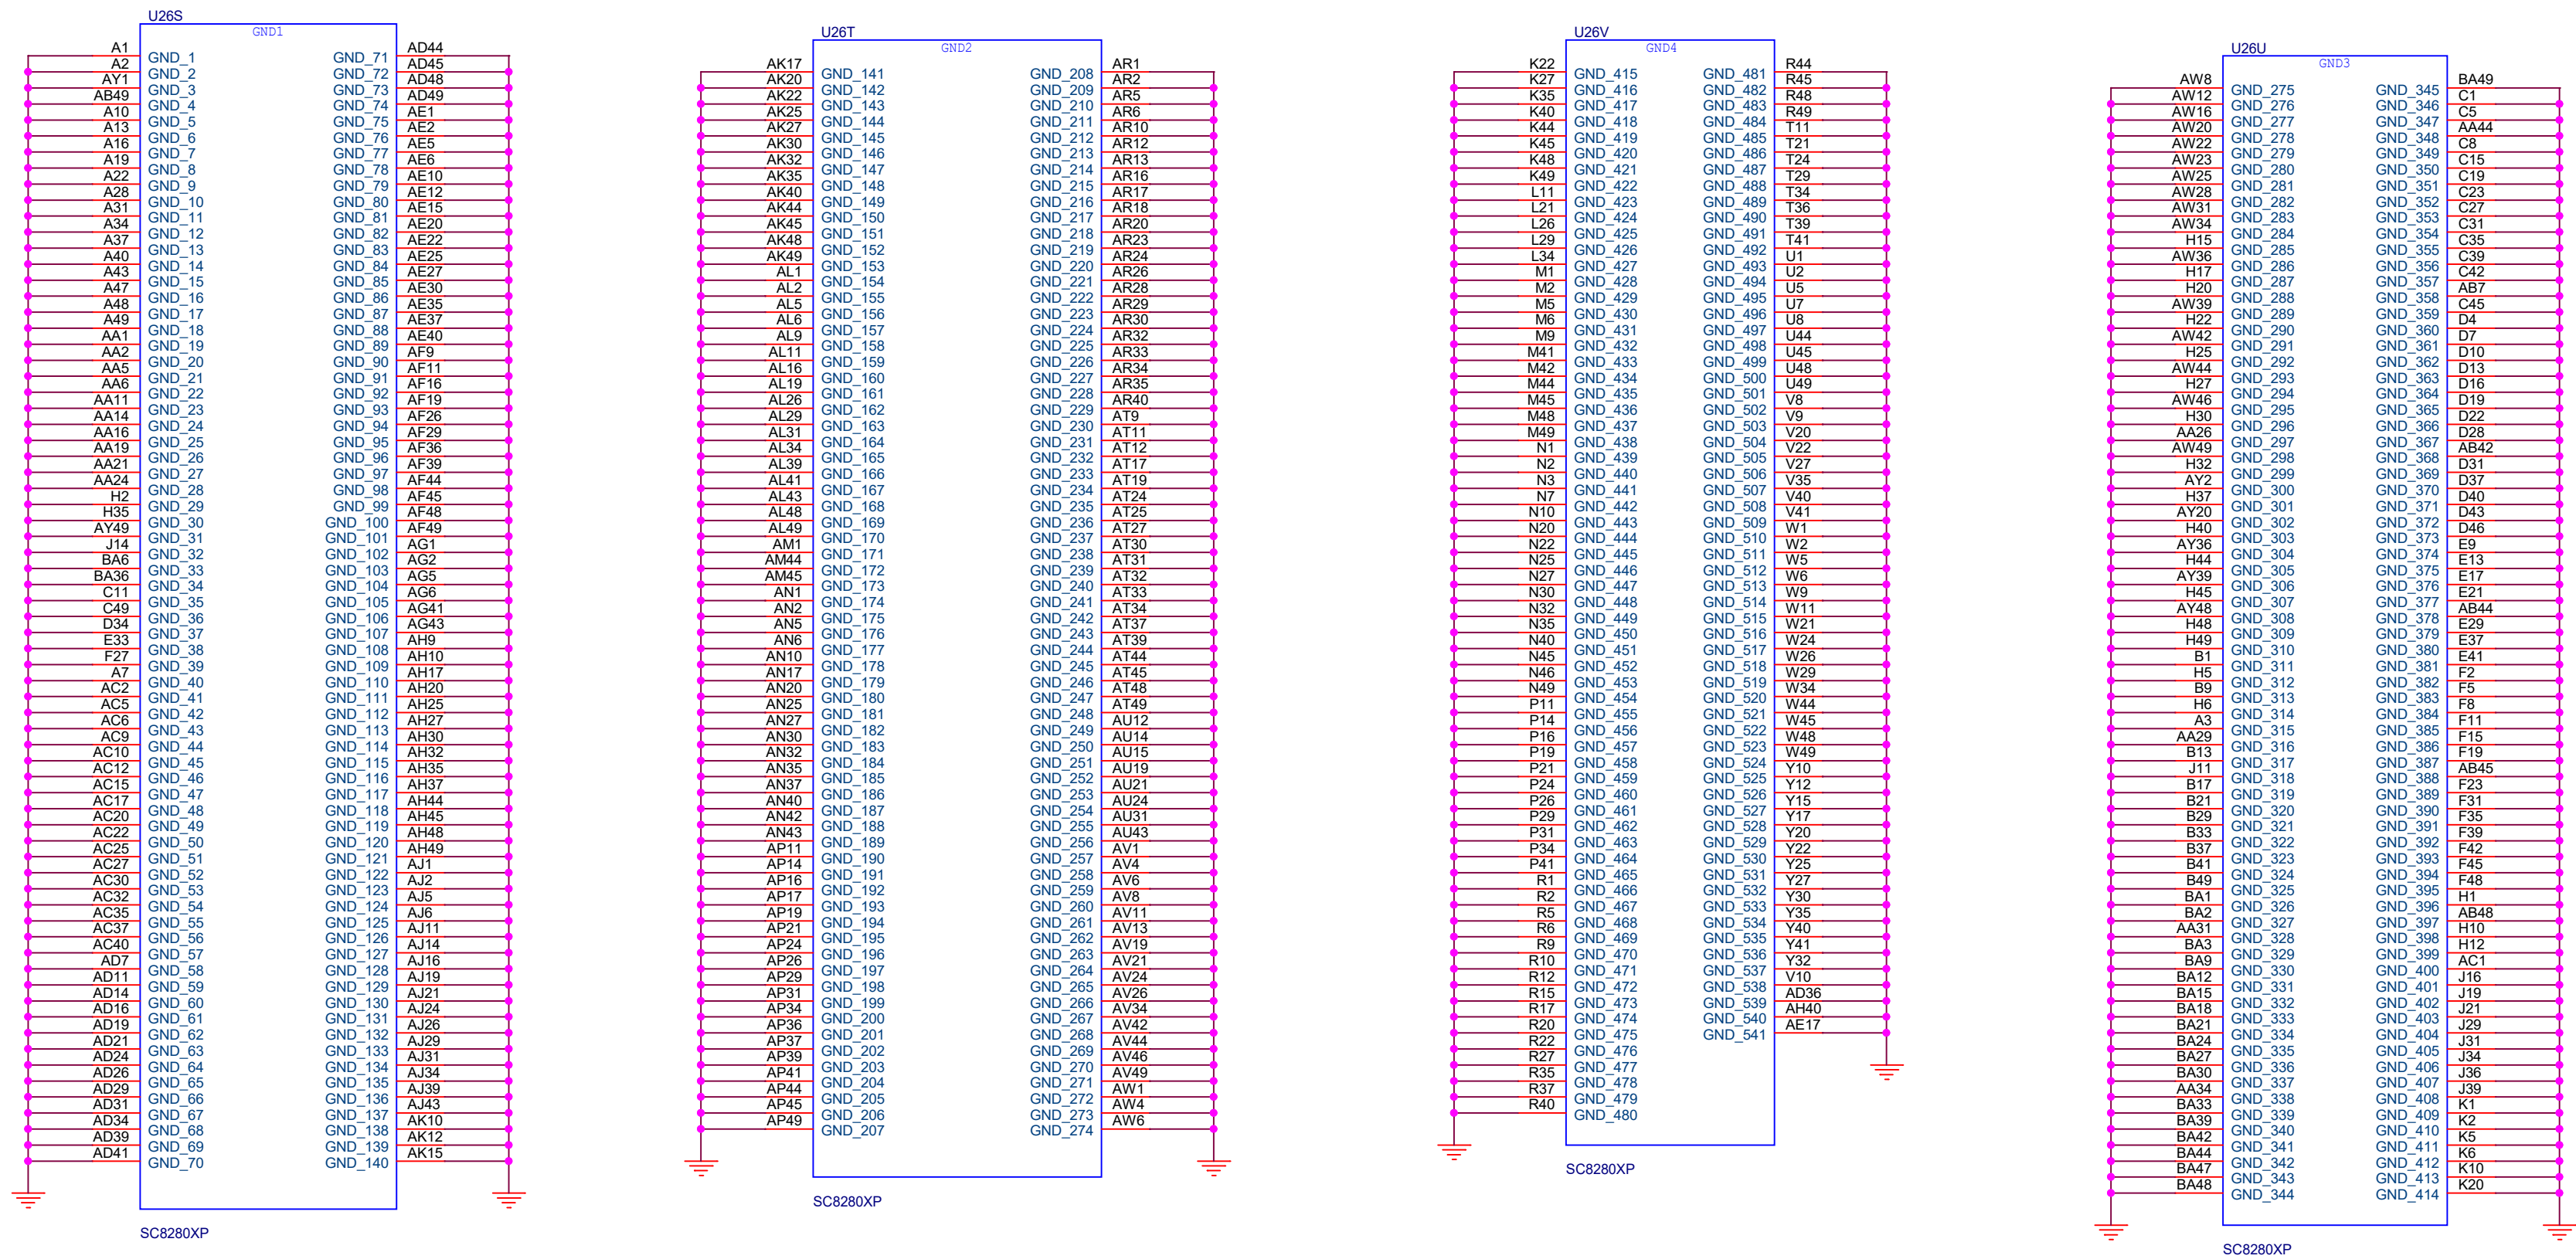 U26S
GND1
A1 GND_1 GND_71 AD44
A2 GND_2 GND_72 AD45
AY1 GND_3 GND_73 AD48
AB49 GND_4 GND_74 AD49
A10 GND_5 GND_75 AE1
A13 GND_6 GND_76 AE2
A16 GND_7 GND_77 AE5
A19 GND_8 GND_78 AE6
A22 GND_9 GND_79 AE10
A28 GND_10 GND_80 AE12
A31 GND_11 GND_81 AE15
A34 GND_12 GND_82 AE20
A37 GND_13 GND_83 AE22
A40 GND_14 GND_84 AE25
A43 GND_15 GND_85 AE27
A47 GND_16 GND_86 AE30
A48 GND_17 GND_87 AE35
A49 GND_18 GND_88 AE37
AA1 GND_19 GND_89 AE40
AA2 GND_20 GND_90 AF9
AA5 GND_21 GND_91 AF11
AA6 GND_22 GND_92 AF16
AA11 GND_23 GND_93 AF19
AA14 GND_24 GND_94 AF26
AA16 GND_25 GND_95 AF29
AA19 GND_26 GND_96 AF36
AA21 GND_27 GND_97 AF39
AA24 GND_28 GND_98 AF44
H2 GND_29 GND_99 AF45
H35 GND_30 GND_100 AF48
AY49 GND_31 GND_101 AF49
J14 GND_32 GND_102 AG1
BA6 GND_33 GND_103 AG2
BA36 GND_34 GND_104 AG5
C11 GND_35 GND_105 AG6
C49 GND_36 GND_106 AG41
D34 GND_37 GND_107 AG43
E33 GND_38 GND_108 AH9
F27 GND_39 GND_109 AH10
A7 GND_40 GND_110 AH17
AC2 GND_41 GND_111 AH20
AC5 GND_42 GND_112 AH25
AC6 GND_43 GND_113 AH27
AC9 GND_44 GND_114 AH30
AC10 GND_45 GND_115 AH32
AC12 GND_46 GND_116 AH35
AC15 GND_47 GND_117 AH37
AC17 GND_48 GND_118 AH44
AC20 GND_49 GND_119 AH45
AC22 GND_50 GND_120 AH48
AC25 GND_51 GND_121 AH49
AC27 GND_52 GND_122 AJ1
AC30 GND_53 GND_123 AJ2
AC32 GND_54 GND_124 AJ5
AC35 GND_55 GND_125 AJ6
AC37 GND_56 GND_126 AJ11
AC40 GND_57 GND_127 AJ14
AD7 GND_58 GND_128 AJ16
AD11 GND_59 GND_129 AJ19
AD14 GND_60 GND_130 AJ21
AD16 GND_61 GND_131 AJ24
AD19 GND_62 GND_132 AJ26
AD21 GND_63 GND_133 AJ29
AD24 GND_64 GND_134 AJ31
AD26 GND_65 GND_135 AJ34
AD29 GND_66 GND_136 AJ39
AD31 GND_67 GND_137 AJ43
AD34 GND_68 GND_138 AK10
AD39 GND_69 GND_139 AK12
AD41 GND_70 GND_140 AK15
SC8280XP
U26T
GND2
AK17 GND_141 GND_208 AR1
AK20 GND_142 GND_209 AR2
AK22 GND_143 GND_210 AR5
AK25 GND_144 GND_211 AR6
AK27 GND_145 GND_212 AR10
AK30 GND_146 GND_213 AR12
AK32 GND_147 GND_214 AR13
AK35 GND_148 GND_215 AR16
AK40 GND_149 GND_216 AR17
AK44 GND_150 GND_217 AR18
AK45 GND_151 GND_218 AR20
AK48 GND_152 GND_219 AR23
AK49 GND_153 GND_220 AR24
AL1 GND_154 GND_221 AR26
AL2 GND_155 GND_222 AR28
AL5 GND_156 GND_223 AR29
AL6 GND_157 GND_224 AR30
AL9 GND_158 GND_225 AR32
AL11 GND_159 GND_226 AR33
AL16 GND_160 GND_227 AR34
AL19 GND_161 GND_228 AR35
AL26 GND_162 GND_229 AR40
AL29 GND_163 GND_230 AT9
AL31 GND_164 GND_231 AT11
AL34 GND_165 GND_232 AT12
AL39 GND_166 GND_233 AT17
AL41 GND_167 GND_234 AT19
AL43 GND_168 GND_235 AT24
AL48 GND_169 GND_236 AT25
AL49 GND_170 GND_237 AT27
AM1 GND_171 GND_238 AT30
AM44 GND_172 GND_239 AT31
AM45 GND_173 GND_240 AT32
AN1 GND_174 GND_241 AT33
AN2 GND_175 GND_242 AT34
AN5 GND_176 GND_243 AT37
AN6 GND_177 GND_244 AT39
AN10 GND_178 GND_245 AT44
AN17 GND_179 GND_246 AT45
AN20 GND_180 GND_247 AT48
AN25 GND_181 GND_248 AT49
AN27 GND_182 GND_249 AU12
AN30 GND_183 GND_250 AU14
AN32 GND_184 GND_251 AU15
AN35 GND_185 GND_252 AU19
AN37 GND_186 GND_253 AU21
AN40 GND_187 GND_254 AU24
AN42 GND_188 GND_255 AU31
AN43 GND_189 GND_256 AU43
AP11 GND_190 GND_257 AV1
AP14 GND_191 GND_258 AV4
AP16 GND_192 GND_259 AV6
AP17 GND_193 GND_260 AV8
AP19 GND_194 GND_261 AV11
AP21 GND_195 GND_262 AV13
AP24 GND_196 GND_263 AV19
AP26 GND_197 GND_264 AV21
AP29 GND_198 GND_265 AV24
AP31 GND_199 GND_266 AV26
AP34 GND_200 GND_267 AV34
AP36 GND_201 GND_268 AV42
AP37 GND_202 GND_269 AV44
AP39 GND_203 GND_270 AV46
AP41 GND_204 GND_271 AV49
AP44 GND_205 GND_272 AW1
AP45 GND_206 GND_273 AW4
AP49 GND_207 GND_274 AW6
SC8280XP
U26V
GND4
K22 GND_415 GND_481 R44
K27 GND_416 GND_482 R45
K35 GND_417 GND_483 R48
K40 GND_418 GND_484 R49
K44 GND_419 GND_485 T11
K45 GND_420 GND_486 T21
K48 GND_421 GND_487 T24
K49 GND_422 GND_488 T29
L11 GND_423 GND_489 T34
L21 GND_424 GND_490 T36
L26 GND_425 GND_491 T39
L29 GND_426 GND_492 T41
L34 GND_427 GND_493 U1
M1 GND_428 GND_494 U2
M2 GND_429 GND_495 U5
M5 GND_430 GND_496 U7
M6 GND_431 GND_497 U8
M9 GND_432 GND_498 U44
M41 GND_433 GND_499 U45
M42 GND_434 GND_500 U48
M44 GND_435 GND_501 U49
M45 GND_436 GND_502 V8
M48 GND_437 GND_503 V9
M49 GND_438 GND_504 V20
N1 GND_439 GND_505 V22
N2 GND_440 GND_506 V27
N3 GND_441 GND_507 V35
N7 GND_442 GND_508 V40
N10 GND_443 GND_509 V41
N20 GND_444 GND_510 W1
N22 GND_445 GND_511 W2
N25 GND_446 GND_512 W5
N27 GND_447 GND_513 W6
N30 GND_448 GND_514 W9
N32 GND_449 GND_515 W11
N35 GND_450 GND_516 W21
N40 GND_451 GND_517 W24
N45 GND_452 GND_518 W26
N46 GND_453 GND_519 W29
N49 GND_454 GND_520 W34
P11 GND_455 GND_521 W44
P14 GND_456 GND_522 W45
P16 GND_457 GND_523 W48
P19 GND_458 GND_524 W49
P21 GND_459 GND_525 Y10
P24 GND_460 GND_526 Y12
P26 GND_461 GND_527 Y15
P29 GND_462 GND_528 Y17
P31 GND_463 GND_529 Y20
P34 GND_464 GND_530 Y22
P41 GND_465 GND_531 Y25
R1 GND_466 GND_532 Y27
R2 GND_467 GND_533 Y30
R5 GND_468 GND_534 Y35
R6 GND_469 GND_535 Y40
R9 GND_470 GND_536 Y41
R10 GND_471 GND_537 Y32
R12 GND_472 GND_538 V10
R15 GND_473 GND_539 AD36
R17 GND_474 GND_540 AH40
R20 GND_475 GND_541 AE17
R22 GND_476
R27 GND_477
R35 GND_478
R37 GND_479
R40 GND_480
SC8280XP
U26U
GND3
AW8 GND_275 GND_345 BA49
AW12 GND_276 GND_346 C1
AW16 GND_277 GND_347 C5
AW20 GND_278 GND_348 AA44
AW22 GND_279 GND_349 C8
AW23 GND_280 GND_350 C15
AW25 GND_281 GND_351 C19
AW28 GND_282 GND_352 C23
AW31 GND_283 GND_353 C27
AW34 GND_284 GND_354 C31
H15 GND_285 GND_355 C35
AW36 GND_286 GND_356 C39
H17 GND_287 GND_357 C42
H20 GND_288 GND_358 AB7
AW39 GND_289 GND_359 C45
H22 GND_290 GND_360 D4
AW42 GND_291 GND_361 D7
H25 GND_292 GND_362 D10
AW44 GND_293 GND_363 D13
H27 GND_294 GND_364 D16
AW46 GND_295 GND_365 D19
H30 GND_296 GND_366 D22
AA26 GND_297 GND_367 D28
AW49 GND_298 GND_368 AB42
H32 GND_299 GND_369 D31
AY2 GND_300 GND_370 D37
H37 GND_301 GND_371 D40
AY20 GND_302 GND_372 D43
H40 GND_303 GND_373 D46
AY36 GND_304 GND_374 E9
H44 GND_305 GND_375 E13
AY39 GND_306 GND_376 E17
H45 GND_307 GND_377 E21
AY48 GND_308 GND_378 AB44
H48 GND_309 GND_379 E29
H49 GND_310 GND_380 E37
B1 GND_311 GND_381 E41
H5 GND_312 GND_382 F2
B9 GND_313 GND_383 F5
H6 GND_314 GND_384 F8
A3 GND_315 GND_385 F11
AA29 GND_316 GND_386 F15
B13 GND_317 GND_387 F19
J11 GND_318 GND_388 AB45
B17 GND_319 GND_389 F23
B21 GND_320 GND_390 F31
B29 GND_321 GND_391 F35
B33 GND_322 GND_392 F39
B37 GND_323 GND_393 F42
B41 GND_324 GND_394 F45
B49 GND_325 GND_395 F48
BA1 GND_326 GND_396 H1
BA2 GND_327 GND_397 AB48
AA31 GND_328 GND_398 H10
BA3 GND_329 GND_399 H12
BA9 GND_330 GND_400 AC1
BA12 GND_331 GND_401 J16
BA15 GND_332 GND_402 J19
BA18 GND_333 GND_403 J21
BA21 GND_334 GND_404 J29
BA24 GND_335 GND_405 J31
BA27 GND_336 GND_406 J34
BA30 GND_337 GND_407 J36
AA34 GND_338 GND_408 J39
BA33 GND_339 GND_409 K1
BA39 GND_340 GND_410 K2
BA42 GND_341 GND_411 K5
BA44 GND_342 GND_412 K6
BA47 GND_343 GND_413 K10
BA48 GND_344 GND_414 K20
SC8280XP